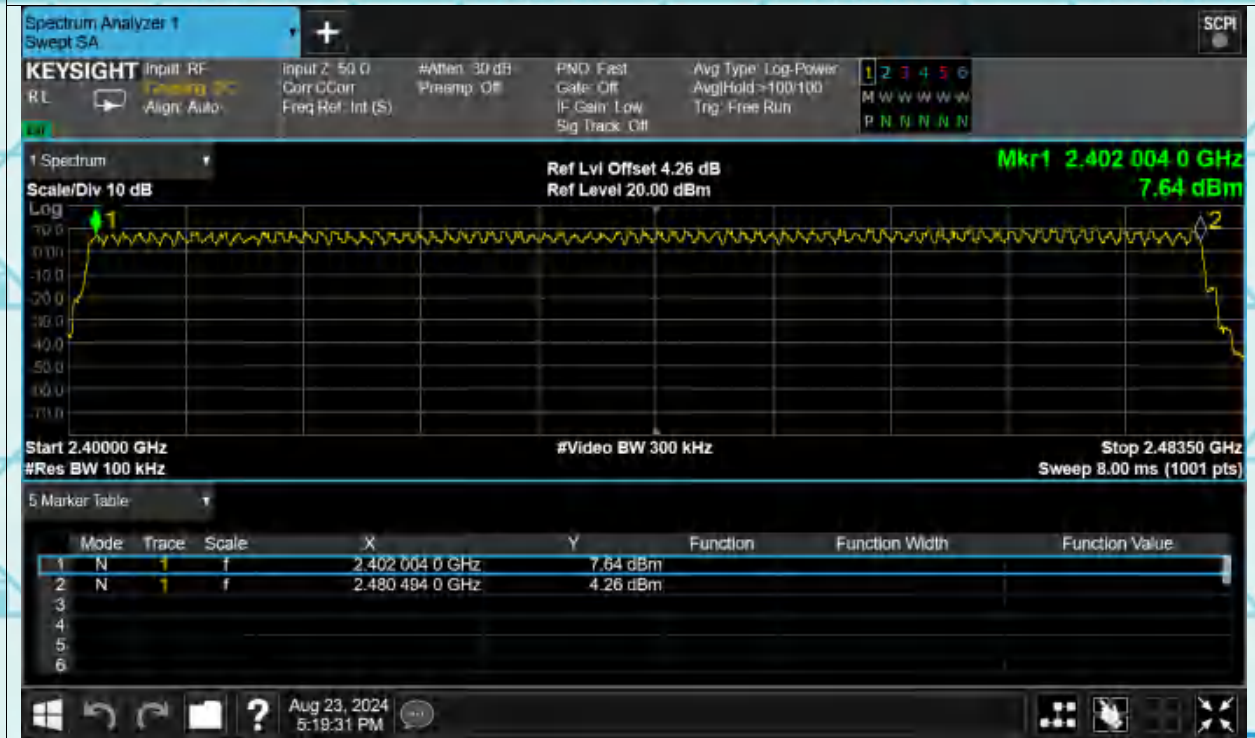 Spectrum Analyzer 1
Swept SA
+
SCPI
KEYSIGHT Input: RF
RL
Coupling: DC
Align: Auto
Input Z: 50 Ω
Corr CCorr
Freq Ref: Int (S)
#Atten: 30 dB
Preamp: Off
PNO: Fast
Gate: Off
IF Gain: Low
Sig Track: Off
Avg Type: Log-Power
Avg|Hold:>100/100
Trig: Free Run
1 2 3 4 5 6
M W W W W W
P N N N N N
1 Spectrum
Scale/Div 10 dB
Ref Lvl Offset 4.26 dB
Ref Level 20.00 dBm
Mkr1 2.402 004 0 GHz
7.64 dBm
Log
1
2
10.0
0.00
-10.0
-20.0
-30.0
-40.0
-50.0
-60.0
-70.0
Start 2.40000 GHz
#Res BW 100 kHz
#Video BW 300 kHz
Stop 2.48350 GHz
Sweep 8.00 ms (1001 pts)
5 Marker Table
Mode Trace Scale X Y Function Function Width Function Value
1 N 1 f 2.402 004 0 GHz 7.64 dBm
2 N 1 f 2.480 494 0 GHz 4.26 dBm
3
4
5
6
?
Aug 23, 2024
5:19:31 PM